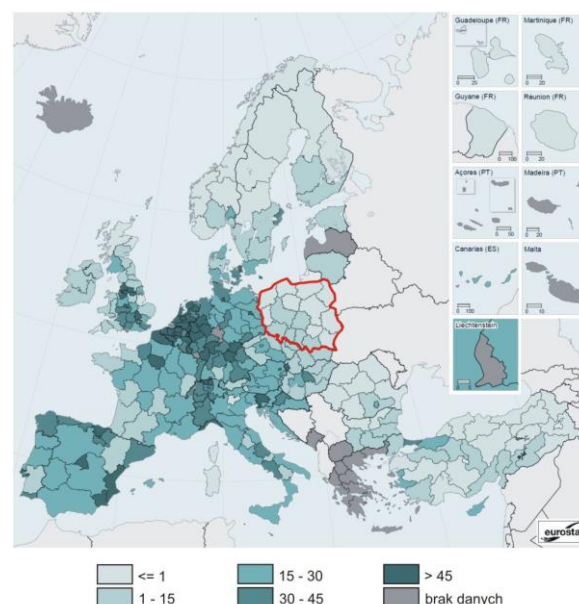 Guadeloupe (FR)
Martinique (FR)
Guyane (FR)
Reunion (FR)
Açores (PT)
Madeira (PT)
Canarias (ES)
Malta
Liechtenstein
eurosta
<= 1
15 - 30
> 45
1 - 15
30 - 45
brak danych